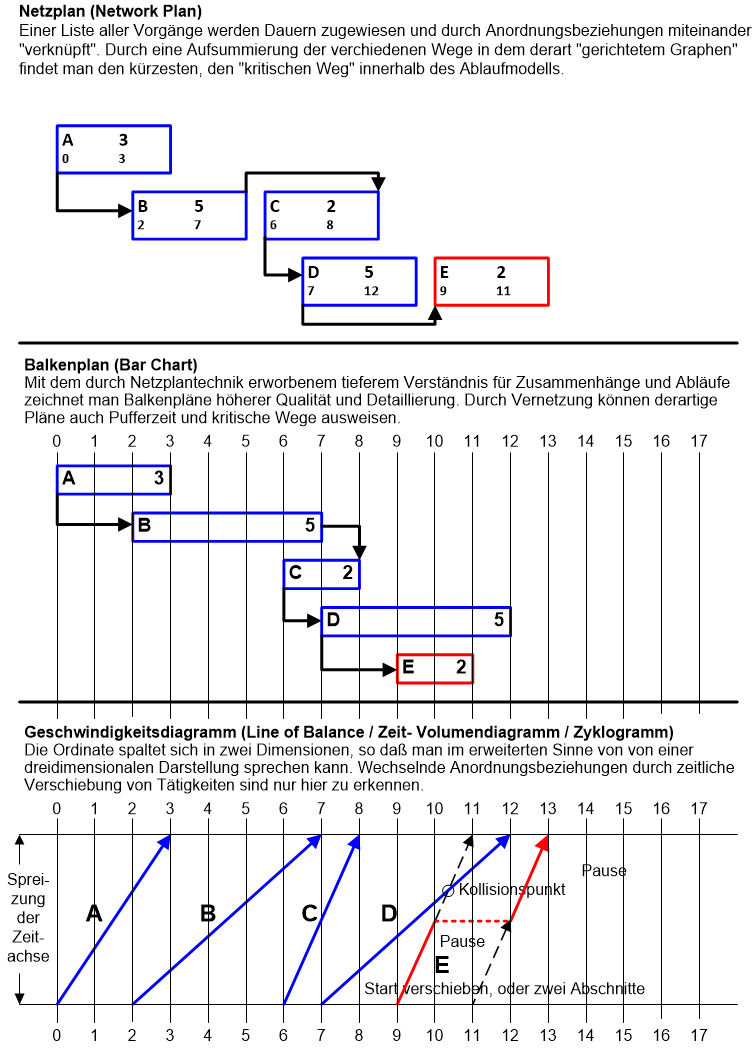 Netzplan (Network Plan)
Einer Liste aller Vorgänge werden Dauern zugewiesen und durch Anordnungsbeziehungen miteinander
"verknüpft". Durch eine Aufsummierung der verchiedenen Wege in dem derart "gerichtetem Graphen"
findet man den kürzesten, den "kritischen Weg" innerhalb des Ablaufmodells.
A 3
0 3
B 5
2 7
C 2
6 8
D 5
7 12
E 2
9 11
Balkenplan (Bar Chart)
Mit dem durch Netzplantechnik erworbenem tieferem Verständnis für Zusammenhänge und Abläufe
zeichnet man Balkenpläne höherer Qualität und Detaillierung. Durch Vernetzung können derartige
Pläne auch Pufferzeit und kritische Wege ausweisen.
0 1 2 3 4 5 6 7 8 9 10 11 12 13 14 15 16 17
A 3
B 5
C 2
D 5
E 2
Geschwindigkeitsdiagramm (Line of Balance / Zeit- Volumendiagramm / Zyklogramm)
Die Ordinate spaltet sich in zwei Dimensionen, so daß man im erweiterten Sinne von von einer
dreidimensionalen Darstellung sprechen kann. Wechselnde Anordnungsbeziehungen durch zeitliche
Verschiebung von Tätigkeiten sind nur hier zu erkennen.
0 1 2 3 4 5 6 7 8 9 10 11 12 13 14 15 16 17
Sprei-
zung
der
Zeit-
achse
A
B
C
D
Kollisionspunkt
Pause
Pause
E
Start verschieben, oder zwei Abschnitte
0 1 2 3 4 5 6 7 8 9 10 11 12 13 14 15 16 17